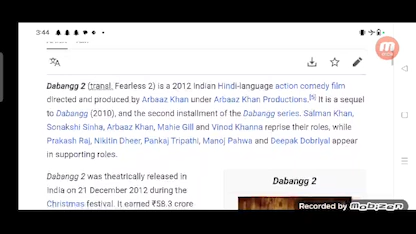 3:44
Dabangg 2 (transl. Fearless 2) is a 2012 Indian Hindi-language action comedy film
directed and produced by Arbaaz Khan under Arbaaz Khan Productions.[5] It is a sequel
to Dabangg (2010), and the second installment of the Dabangg series. Salman Khan,
Sonakshi Sinha, Arbaaz Khan, Mahie Gill and Vinod Khanna reprise their roles, while
Prakash Raj, Nikitin Dheer, Pankaj Tripathi, Manoj Pahwa and Deepak Dobriyal appear
in supporting roles.
Dabangg 2 was theatrically released in
India on 21 December 2012 during the
Christmas festival. It earned ₹58.3 crore
Dabangg 2
Recorded by mobizen